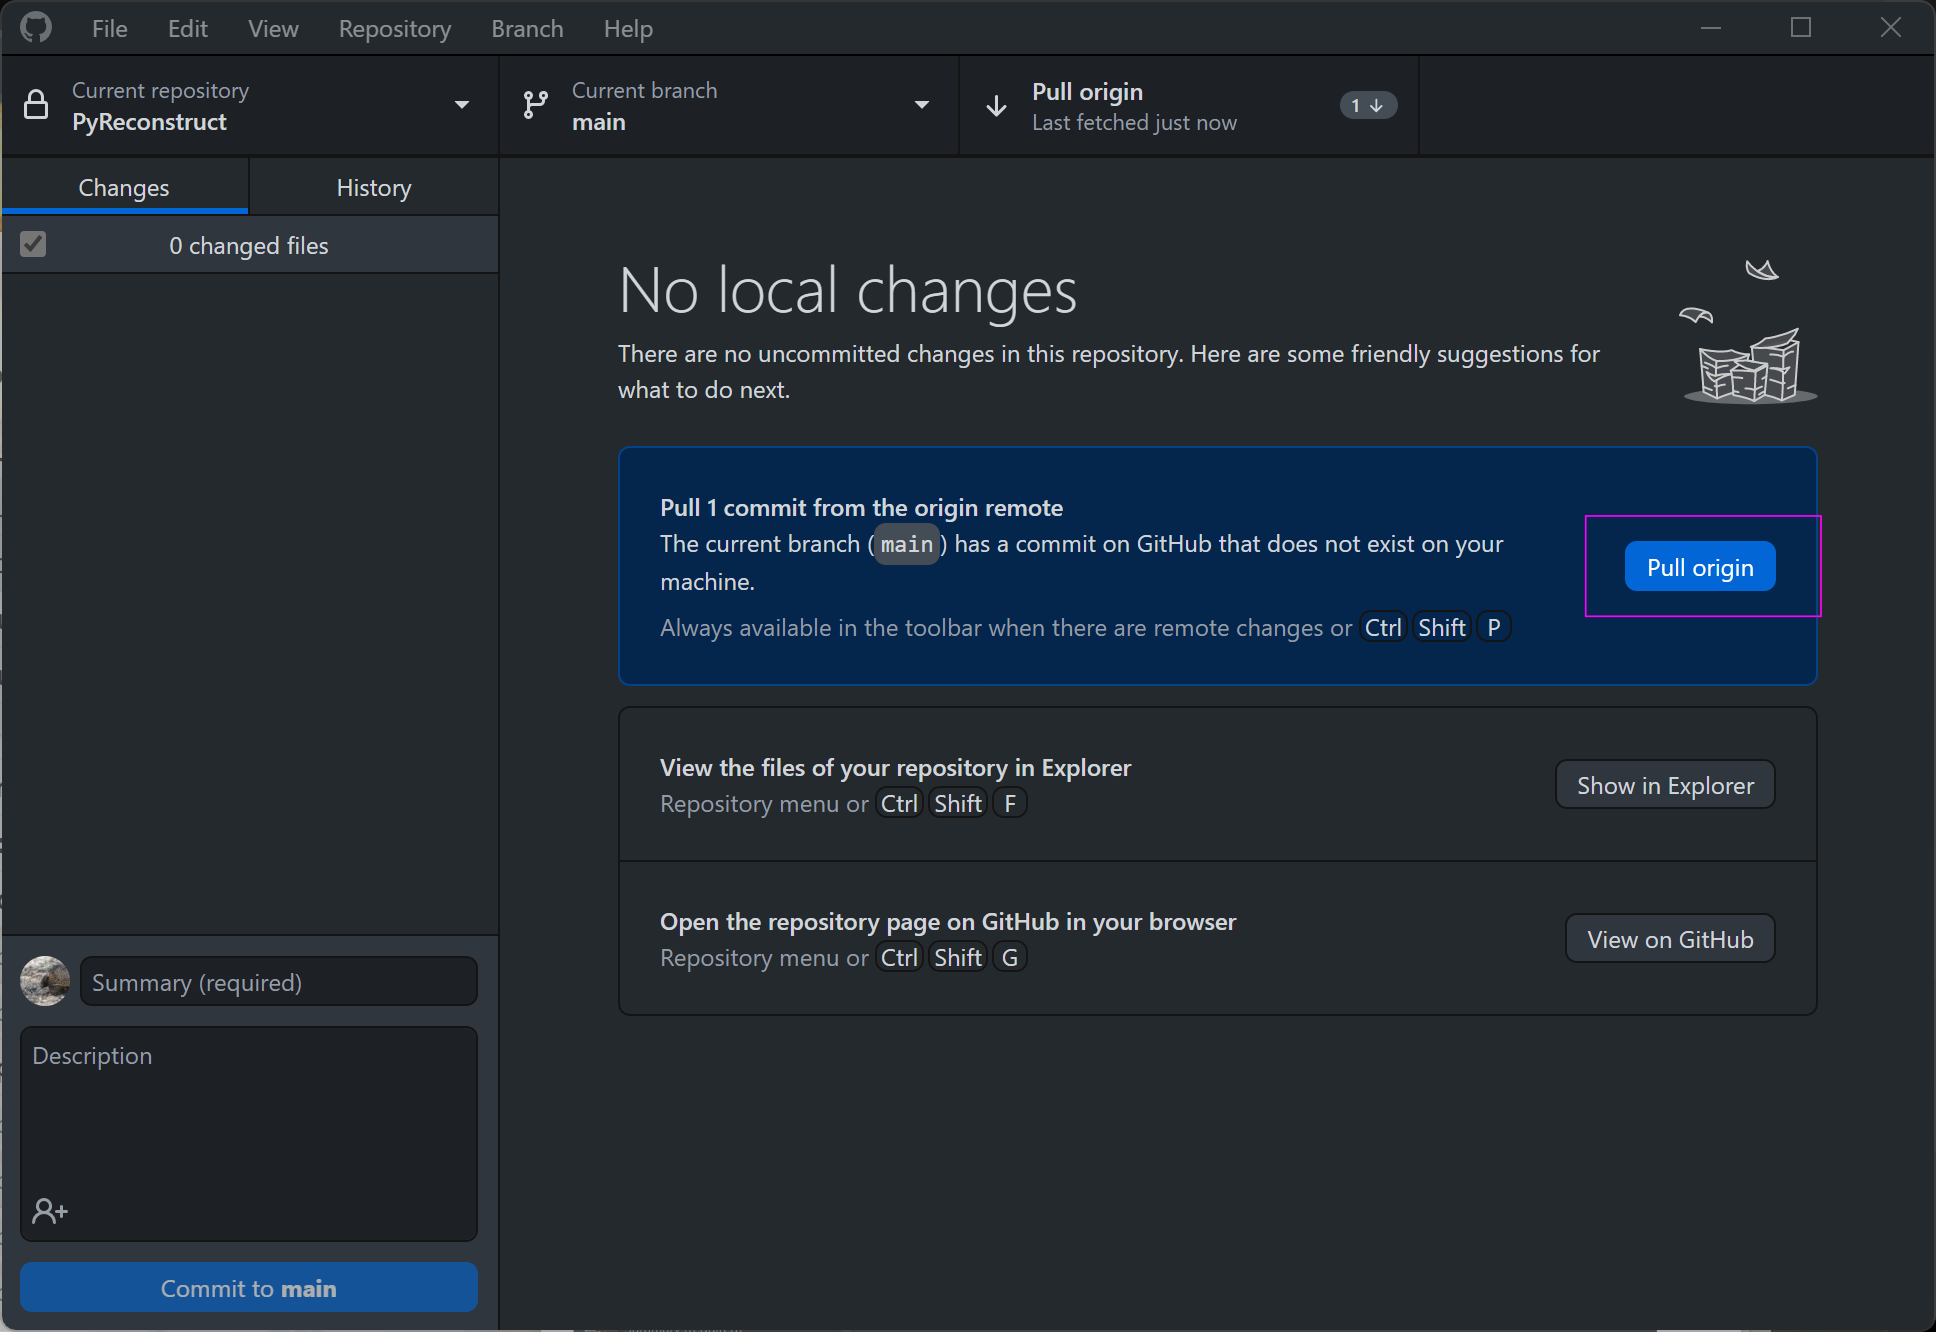 File Edit View Repository Branch Help
Current repository
PyReconstruct
Current branch
main
Pull origin
Last fetched just now
1
Changes
History
0 changed files
No local changes
There are no uncommitted changes in this repository. Here are some friendly suggestions for
what to do next.
Pull 1 commit from the origin remote
The current branch (main) has a commit on GitHub that does not exist on your
machine.
Always available in the toolbar when there are remote changes or Ctrl Shift P
Pull origin
View the files of your repository in Explorer
Repository menu or Ctrl Shift F
Show in Explorer
Open the repository page on GitHub in your browser
Repository menu or Ctrl Shift G
View on GitHub
Summary (required)
Description
Commit to main